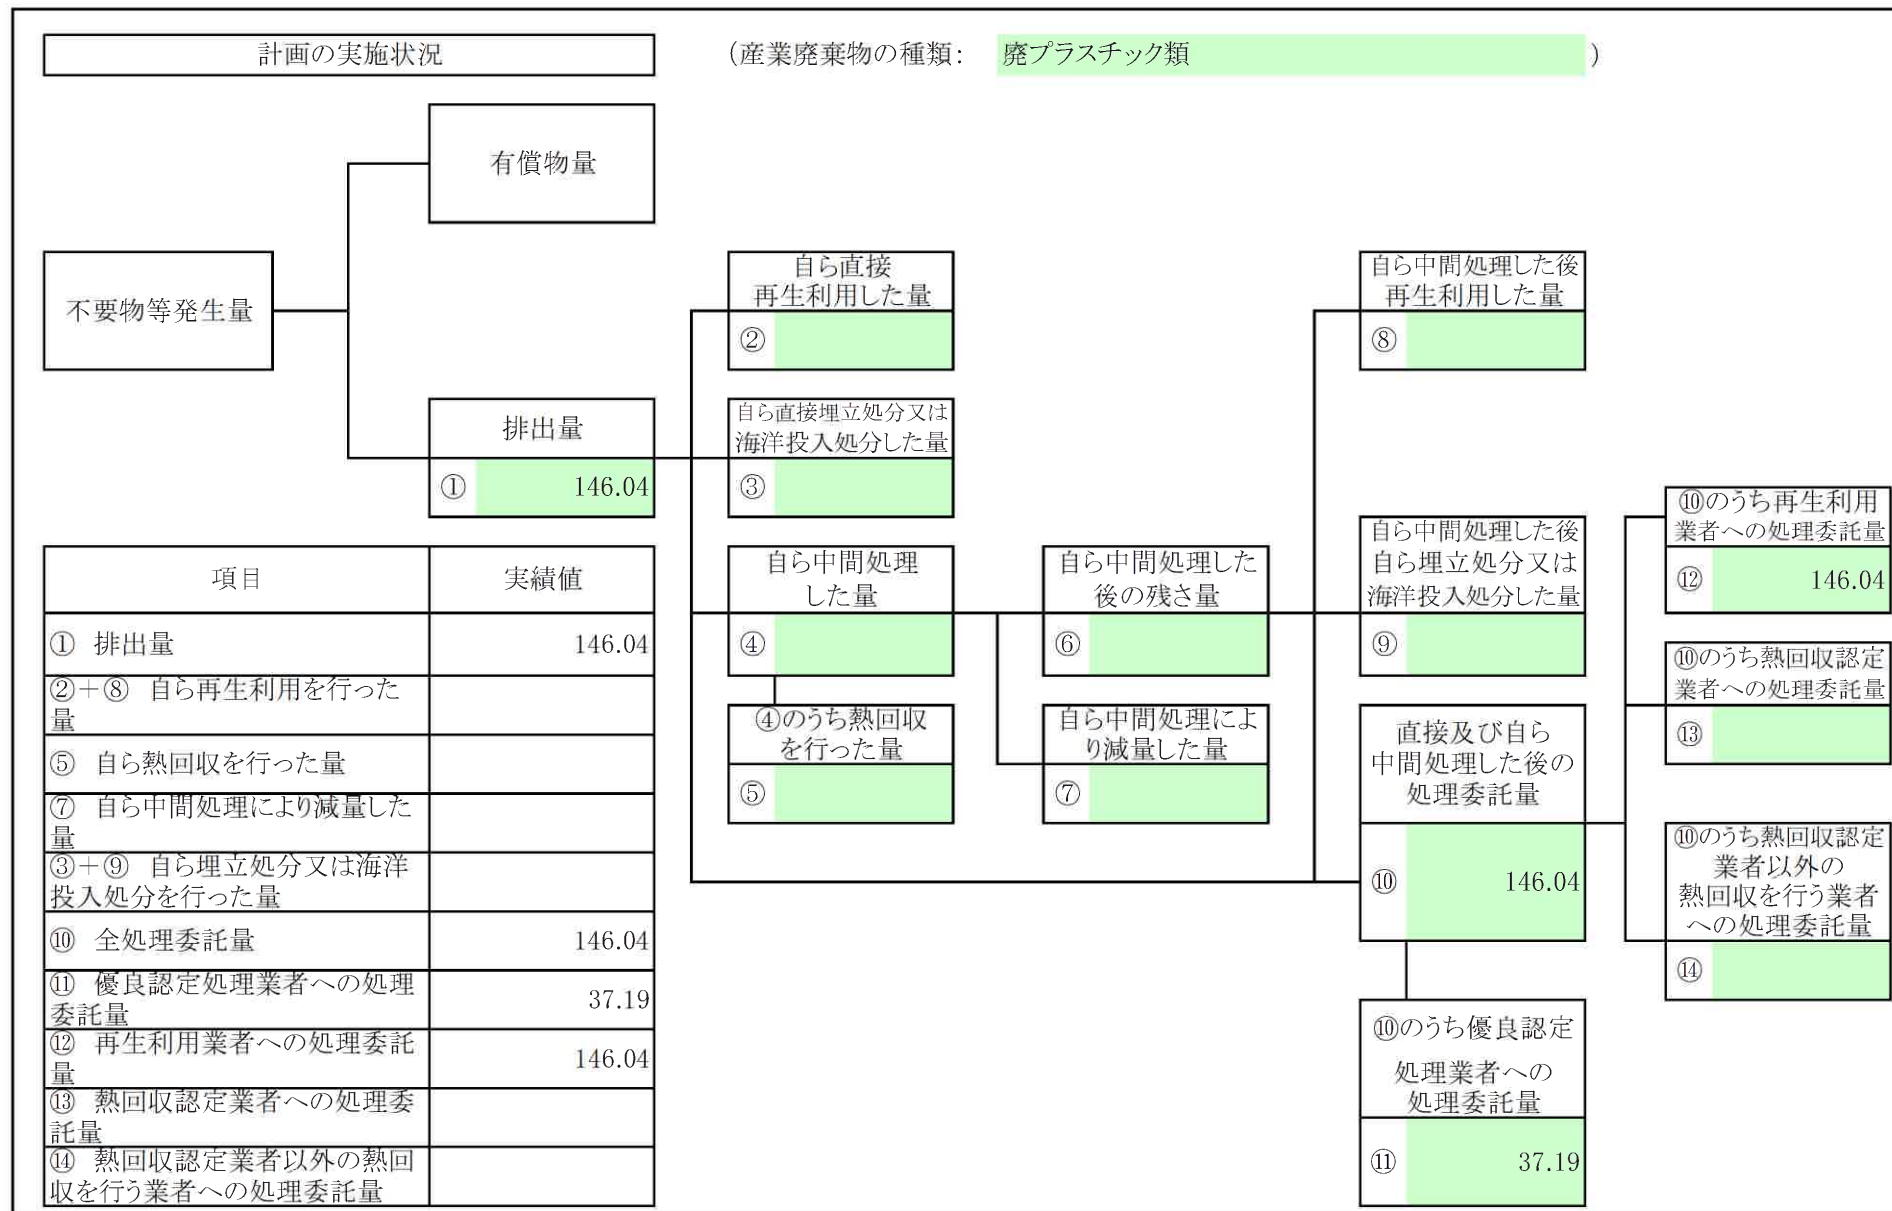 計画の実施状況
（産業廃棄物の種類： 廃プラスチック類 ）
有償物量
不要物等発生量
排出量
① 146.04
自ら直接
再生利用した量
②
自ら直接埋立処分又は
海洋投入処分した量
③
自ら中間処理
した量
④
④のうち熱回収
を行った量
⑤
自ら中間処理した
後の残さ量
⑥
自ら中間処理によ
り減量した量
⑦
自ら中間処理した後
再生利用した量
⑧
自ら中間処理した後
自ら埋立処分又は
海洋投入処分した量
⑨
直接及び自ら
中間処理した後の
処理委託量
⑩ 146.04
⑩のうち優良認定
処理業者への
処理委託量
⑪ 37.19
⑩のうち再生利用
業者への処理委託量
⑫ 146.04
⑩のうち熱回収認定
業者への処理委託量
⑬
⑩のうち熱回収認定
業者以外の
熱回収を行う業者
への処理委託量
⑭
項目 実績値
① 排出量 146.04
②＋⑧ 自ら再生利用を行った
量
⑤ 自ら熱回収を行った量
⑦ 自ら中間処理により減量した
量
③＋⑨ 自ら埋立処分又は海洋
投入処分を行った量
⑩ 全処理委託量 146.04
⑪ 優良認定処理業者への処理
委託量 37.19
⑫ 再生利用業者への処理委託
量 146.04
⑬ 熱回収認定業者への処理委
託量
⑭ 熱回収認定業者以外の熱回
収を行う業者への処理委託量